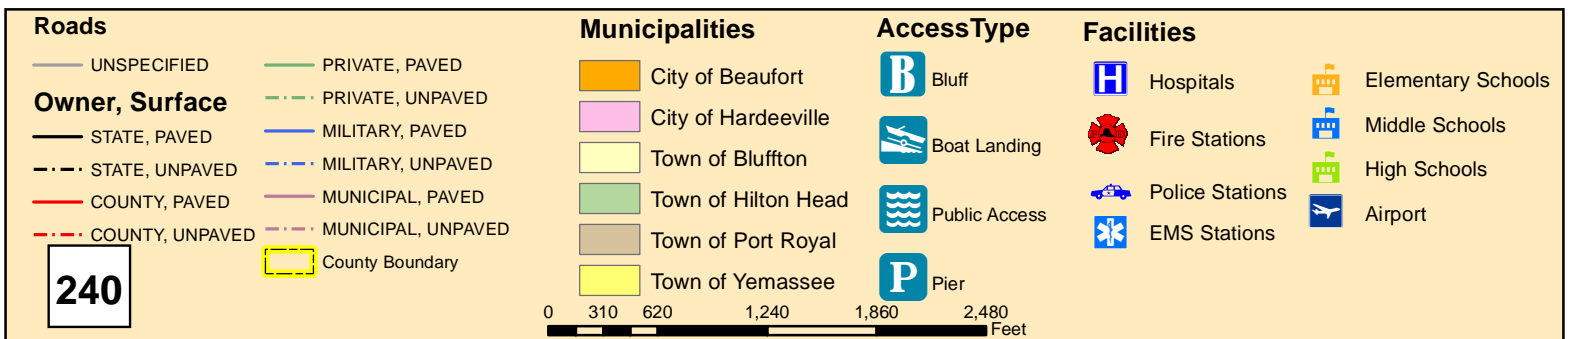 Roads
UNSPECIFIED
Owner, Surface
STATE, PAVED
STATE, UNPAVED
COUNTY, PAVED
COUNTY, UNPAVED
240
PRIVATE, PAVED
PRIVATE, UNPAVED
MILITARY, PAVED
MILITARY, UNPAVED
MUNICIPAL, PAVED
MUNICIPAL, UNPAVED
County Boundary
Municipalities
City of Beaufort
City of Hardeeville
Town of Bluffton
Town of Hilton Head
Town of Port Royal
Town of Yemassee
AccessType
B Bluff
Boat Landing
Public Access
P Pier
Facilities
H Hospitals
Fire Stations
Police Stations
EMS Stations
Elementary Schools
Middle Schools
High Schools
Airport
0 310 620 1,240 1,860 2,480
Feet